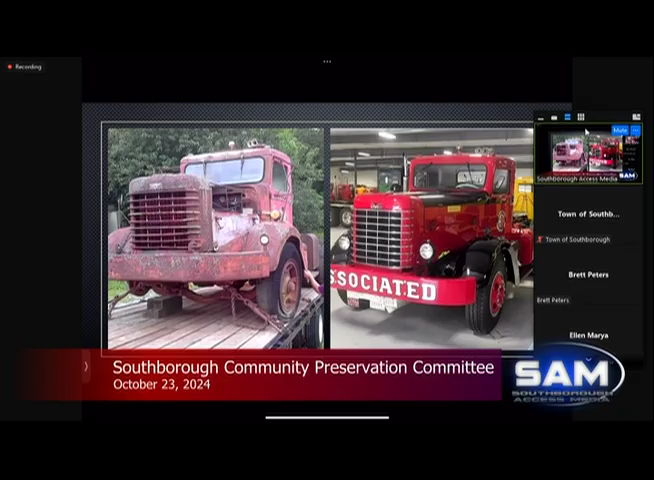 Recording
Mute
Southborough Access Media
SAM
Town of Southb...
Town of Southborough
Brett Peters
Brett Peters
Ellen Marya
SSOCIATED
Southborough Community Preservation Committee
October 23, 2024
SAM
SOUTHBOROUGH
ACCESS MEDIA